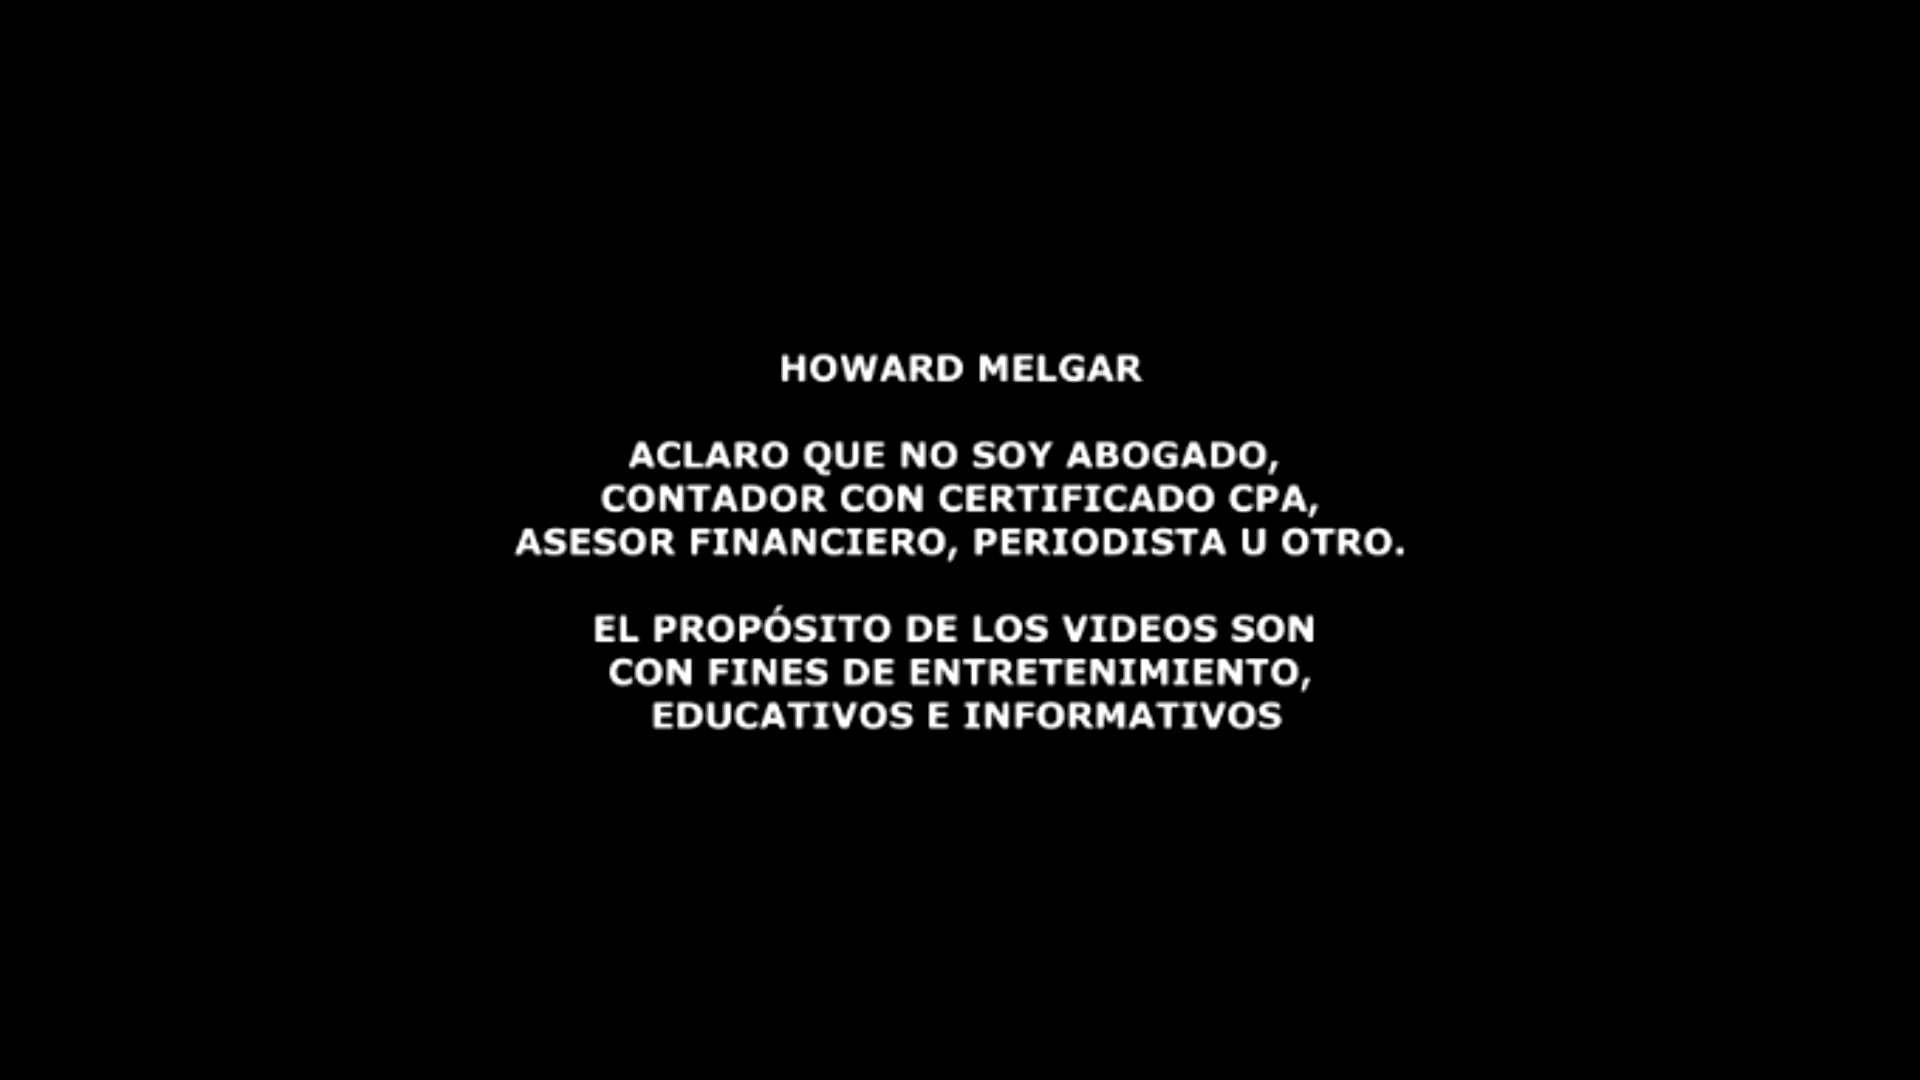 HOWARD MELGAR
ACLARO QUE NO SOY ABOGADO,
CONTADOR CON CERTIFICADO CPA,
ASESOR FINANCIERO, PERIODISTA U OTRO.
EL PROPÓSITO DE LOS VIDEOS SON
CON FINES DE ENTRETENIMIENTO,
EDUCATIVOS E INFORMATIVOS